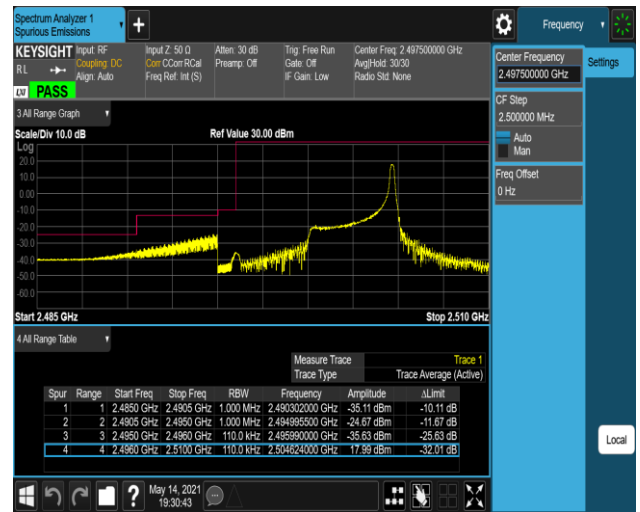 Spectrum Analyzer 1
Spurious Emissions
+
Frequency
KEYSIGHT Input: RF Input Z: 50 Ω Atten: 30 dB Trig: Free Run Center Freq: 2.497500000 GHz
RL Coupling: DC Corr CCorr RCal Preamp: Off Gate: Off Avg|Hold: 30/30
Align: Auto Freq Ref: Int (S) IF Gain: Low Radio Std: None
LXI PASS
Center Frequency
2.497500000 GHz
Settings
CF Step
2.500000 MHz
Auto
Man
Freq Offset
0 Hz
3 All Range Graph
Scale/Div 10.0 dB Ref Value 30.00 dBm
Log
20.0
10.0
0.00
-10.0
-20.0
-30.0
-40.0
-50.0
-60.0
Start 2.485 GHz Stop 2.510 GHz
4 All Range Table
Measure Trace Trace 1
Trace Type Trace Average (Active)
Spur Range Start Freq Stop Freq RBW Frequency Amplitude ΔLimit
1 1 2.4850 GHz 2.4905 GHz 1.000 MHz 2.490302000 GHz -35.11 dBm -10.11 dB
2 2 2.4905 GHz 2.4950 GHz 1.000 MHz 2.494995500 GHz -24.67 dBm -11.67 dB
3 3 2.4950 GHz 2.4960 GHz 110.0 kHz 2.495990000 GHz -35.63 dBm -25.63 dB
4 4 2.4960 GHz 2.5100 GHz 110.0 kHz 2.504624000 GHz 17.99 dBm -32.01 dB
Local
? May 14, 2021
19:30:43